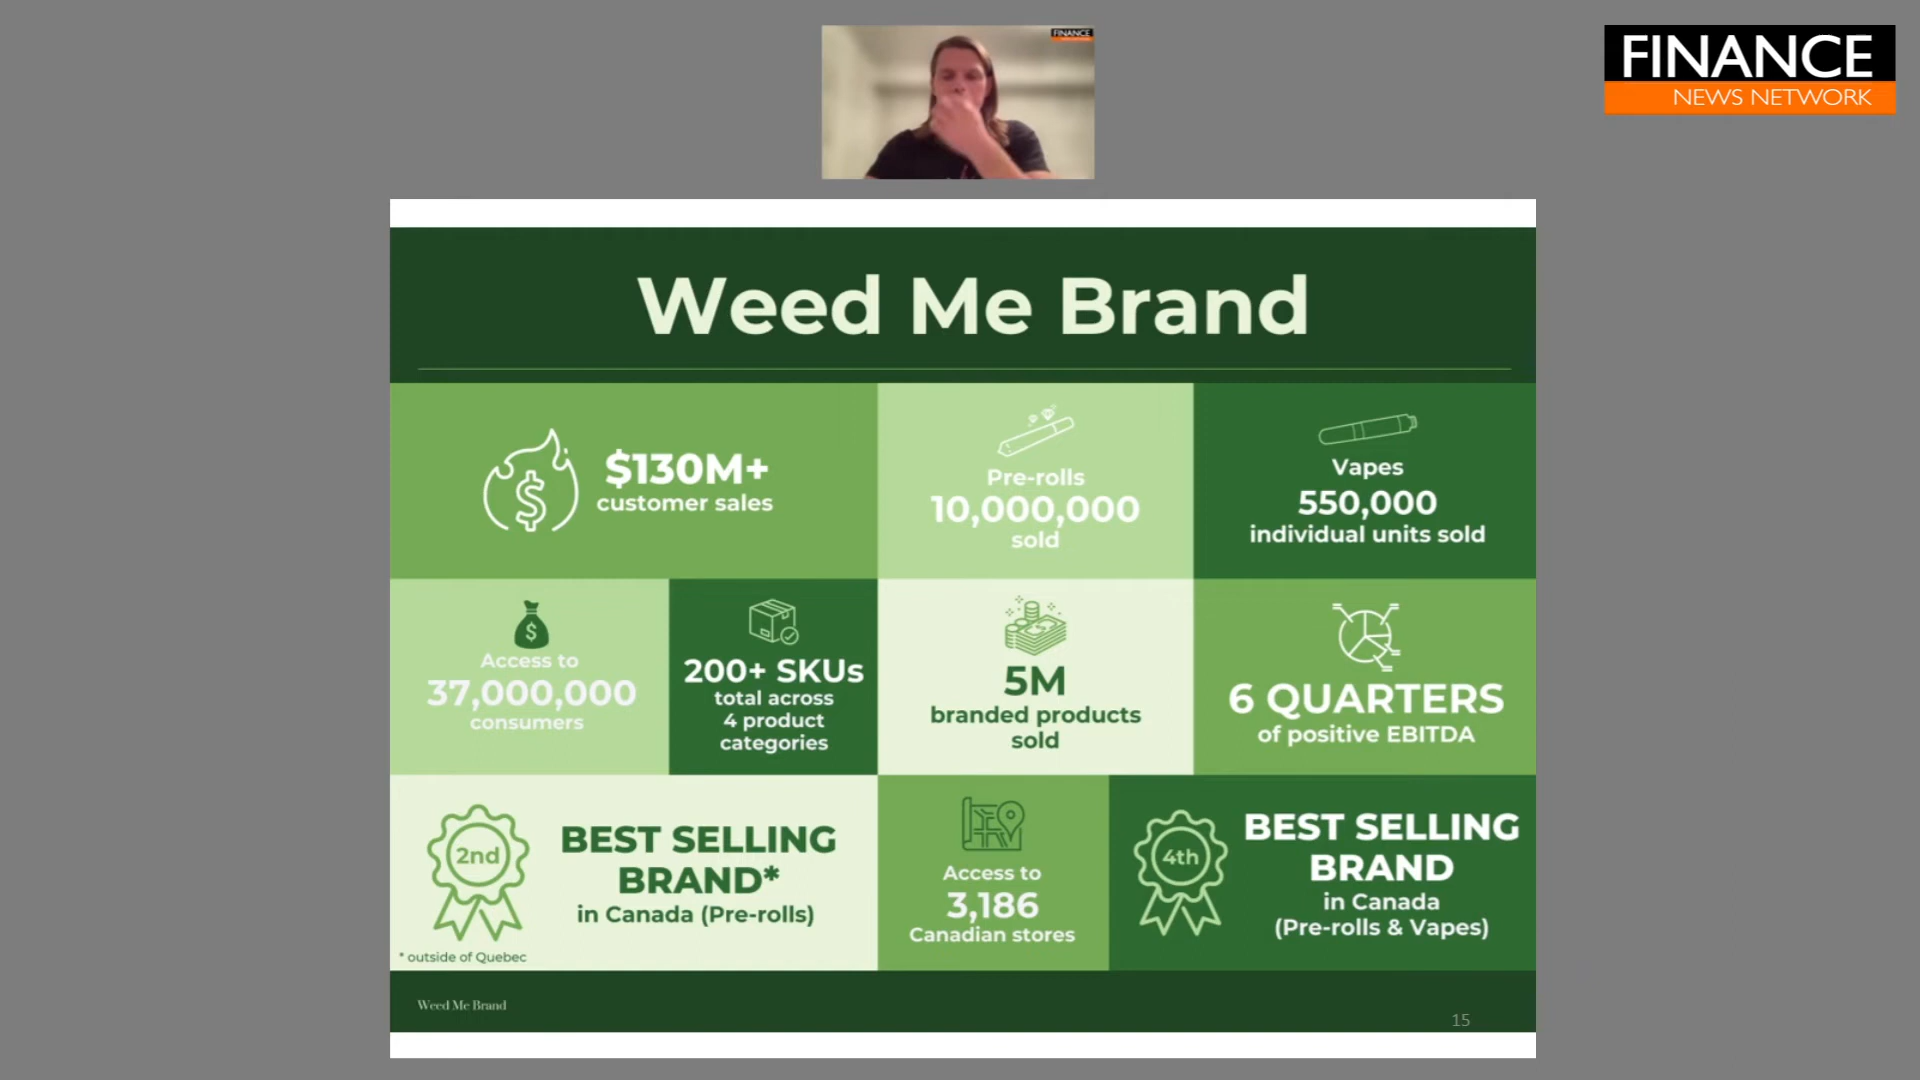 FINANCE
FINANCE
NEWS NETWORK
Weed Me Brand
$130M+
customer sales
Pre-rolls
10,000,000
sold
Vapes
550,000
individual units sold
$
Access to
37,000,000
consumers
200+ SKUs
total across
4 product
categories
5M
branded products
sold
6 QUARTERS
of positive EBITDA
2nd
BEST SELLING
BRAND*
in Canada (Pre-rolls)
* outside of Quebec
Access to
3,186
Canadian stores
4th
BEST SELLING
BRAND
in Canada
(Pre-rolls & Vapes)
Weed Me Brand
15